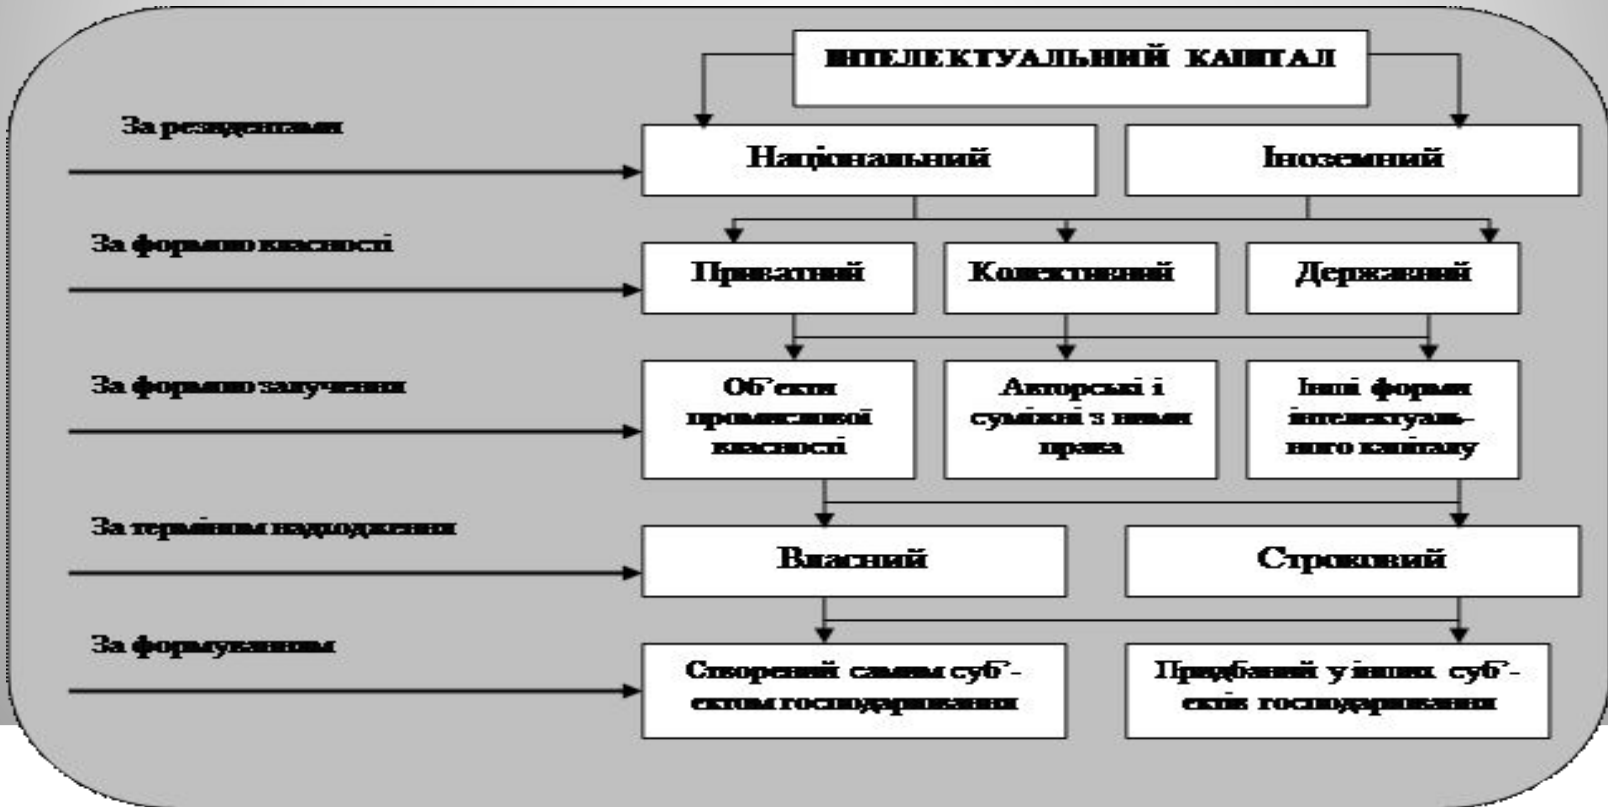 ІНТЕЛЕКТУАЛЬНИЙ КАПІТАЛ
За резидентами
Національний
Іноземний
За формою власності
Приватний
Колективний
Державний
За формою залучення
Об’єкти
промислової
власності
Авторські і
суміжні з ними
права
Інші форми
інтелектуаль-
ного капіталу
За терміном надходження
Власний
Строковий
За формуванням
Створений самим суб’-
єктом господарювання
Придбаний у інших суб’-
єктів господарювання